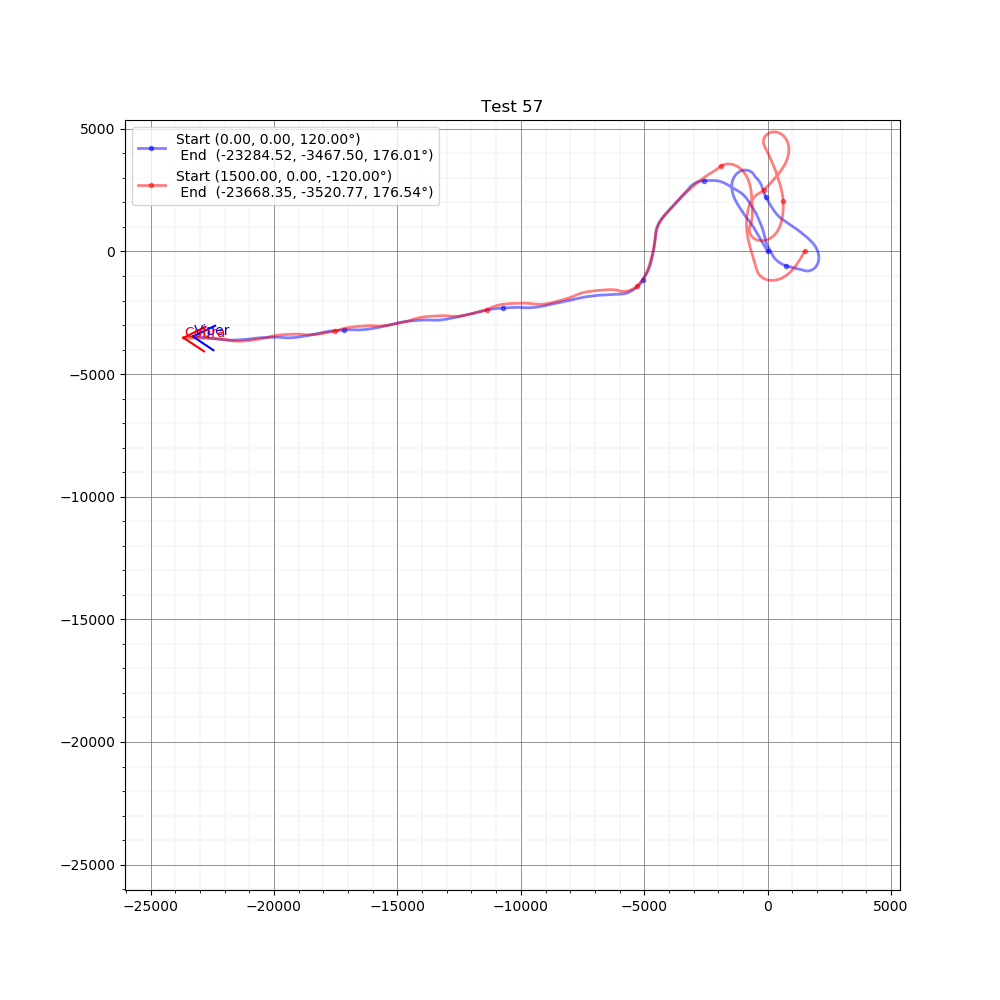 Test 57
Start (0.00, 0.00, 120.00°)
End (-23284.52, -3467.50, 176.01°)
Start (1500.00, 0.00, -120.00°)
End (-23668.35, -3520.77, 176.54°)
5000
0
−5000
−10000
−15000
−20000
−25000
Viper
−25000 −20000 −15000 −10000 −5000 0 5000